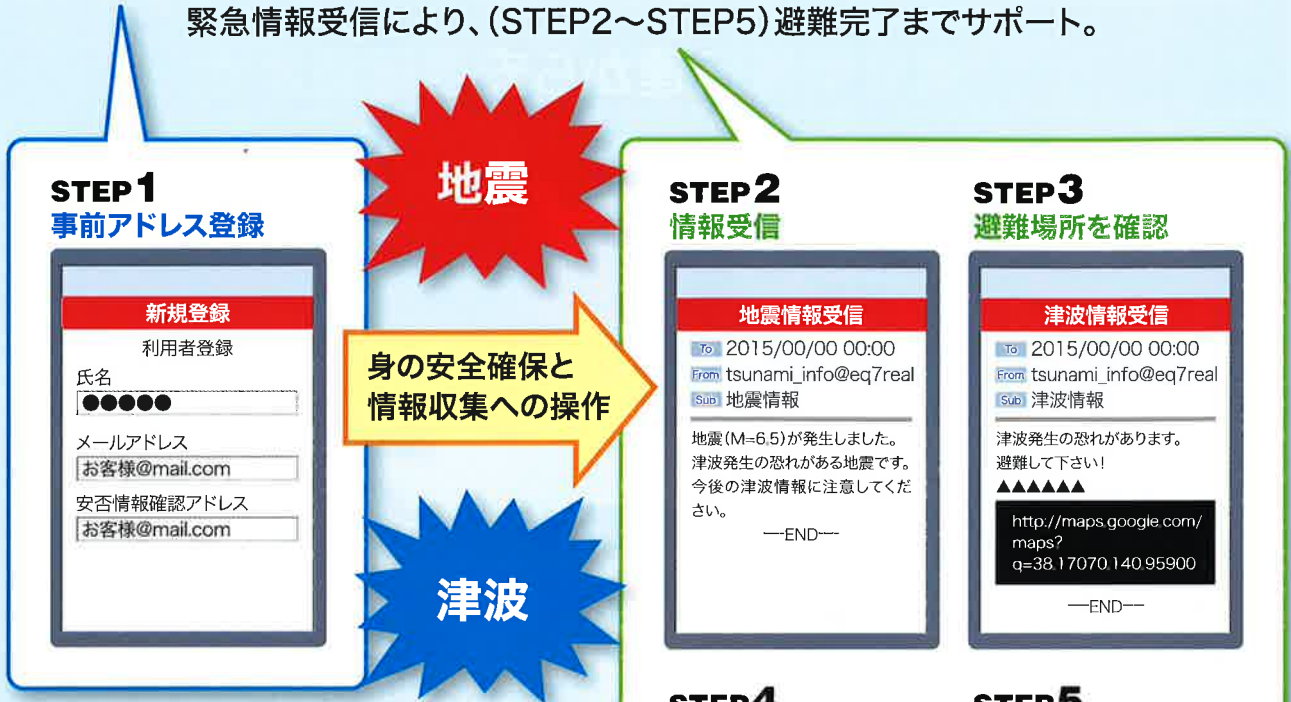 緊急情報受信により、(STEP2〜STEP5)避難完了までサポート。
STEP1
事前アドレス登録
新規登録
利用者登録
氏名
●●●●●
メールアドレス
お客様@mail.com
安否情報確認アドレス
お客様@mail.com
地震
身の安全確保と
情報収集への操作
津波
STEP2
情報受信
地震情報受信
To 2015/00/00 00:00
From tsunami_info@eq7real
Sub 地震情報
地震(M=6.5)が発生しました。
津波発生の恐れがある地震です。
今後の津波情報に注意してくだ
さい。
—-END-—
STEP3
避難場所を確認
津波情報受信
To 2015/00/00 00:00
From tsunami_info@eq7real
Sub 津波情報
津波発生の恐れがあります。
避難して下さい!
▲▲▲▲▲▲
http://maps.google.com/
maps?
q=38.17070,140.95900
—END—
STEP4
STEP5